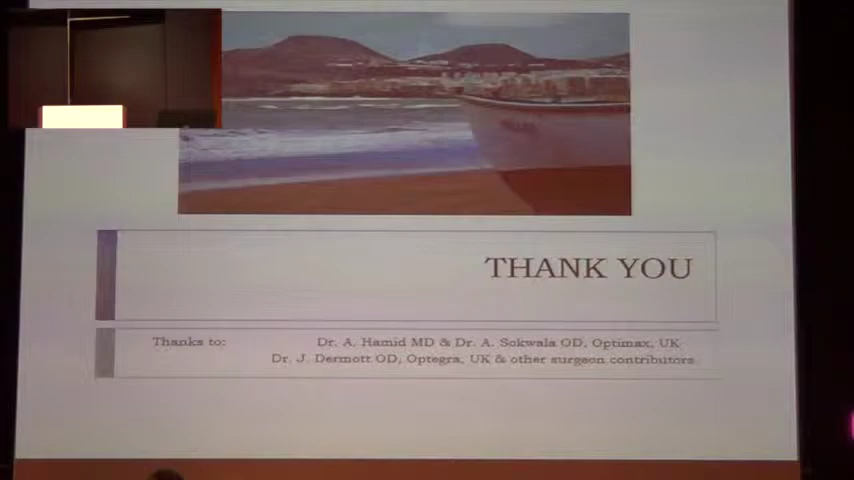 THANK YOU
Thanks to: Dr. A. Hamid MD & Dr. A. Sokwala OD, Optimax, UK
Dr. J. Dermott OD, Optegra, UK & other surgeon contributors